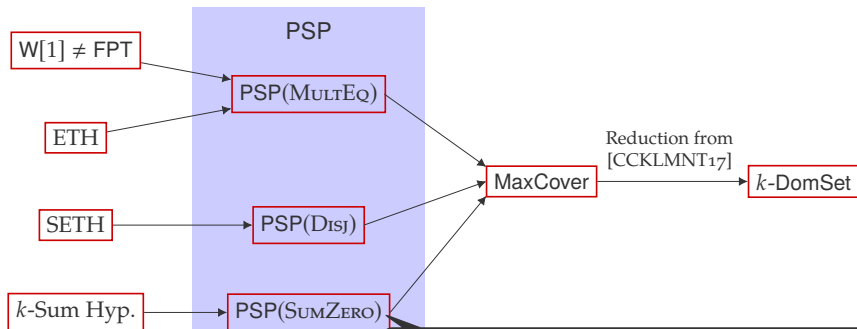 PSP
W[1] ≠ FPT
PSP(MultEq)
ETH
Reduction from
[CCKLMNT17]
MaxCover
k-DomSet
SETH
PSP(Disj)
k-Sum Hyp.
PSP(SumZero)